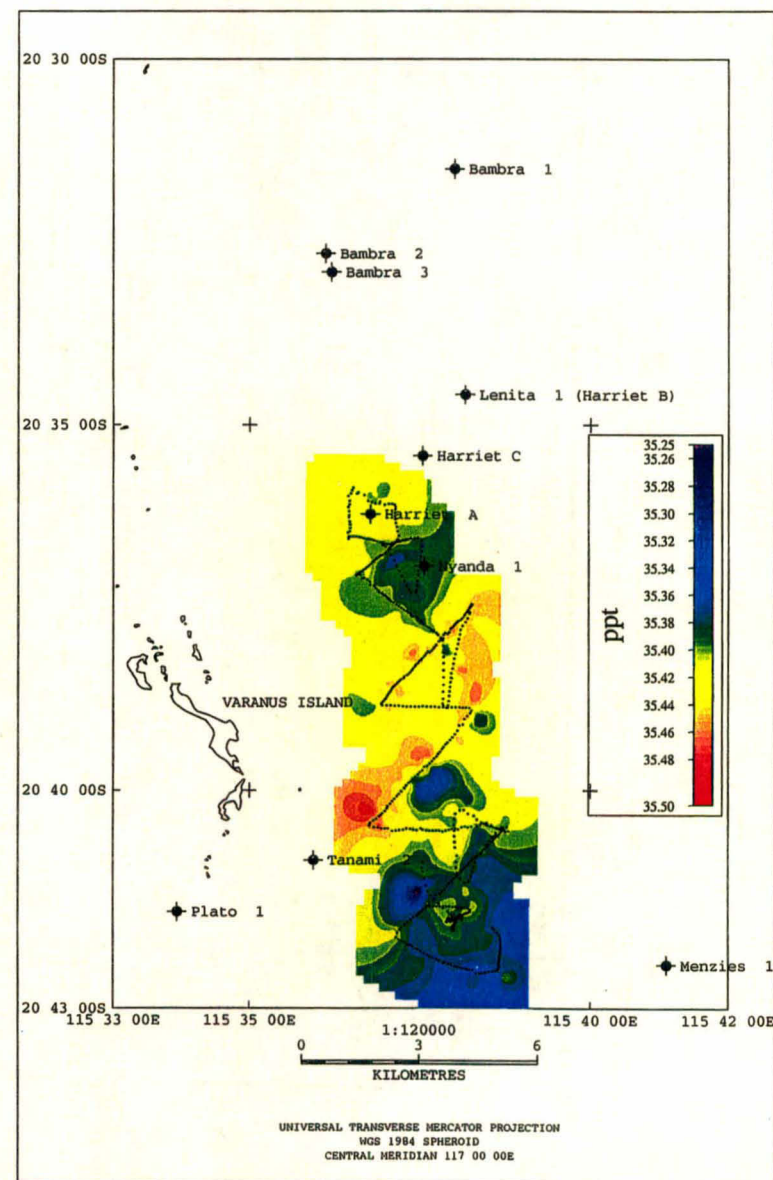 20 30 00S
Bambra 1
Bambra 2
Bambra 3
Lenita 1 (Harriet B)
20 35 00S
Harriet C
35.25
35.26
35.28
35.30
35.32
35.34
35.36
35.38
35.40
35.42
35.44
35.46
35.48
35.50
ppt
Harriet A
Nyanda 1
VARANUS ISLAND
20 40 00S
Tanami 2
Plato 1
Menzies 1
20 43 00S
115 33 00E
115 35 00E
115 40 00E
115 42 00E
1:120000
0 3 6
KILOMETRES
UNIVERSAL TRANSVERSE MERCATOR PROJECTION
WGS 1984 SPHEROID
CENTRAL MERIDIAN 117 00 00E